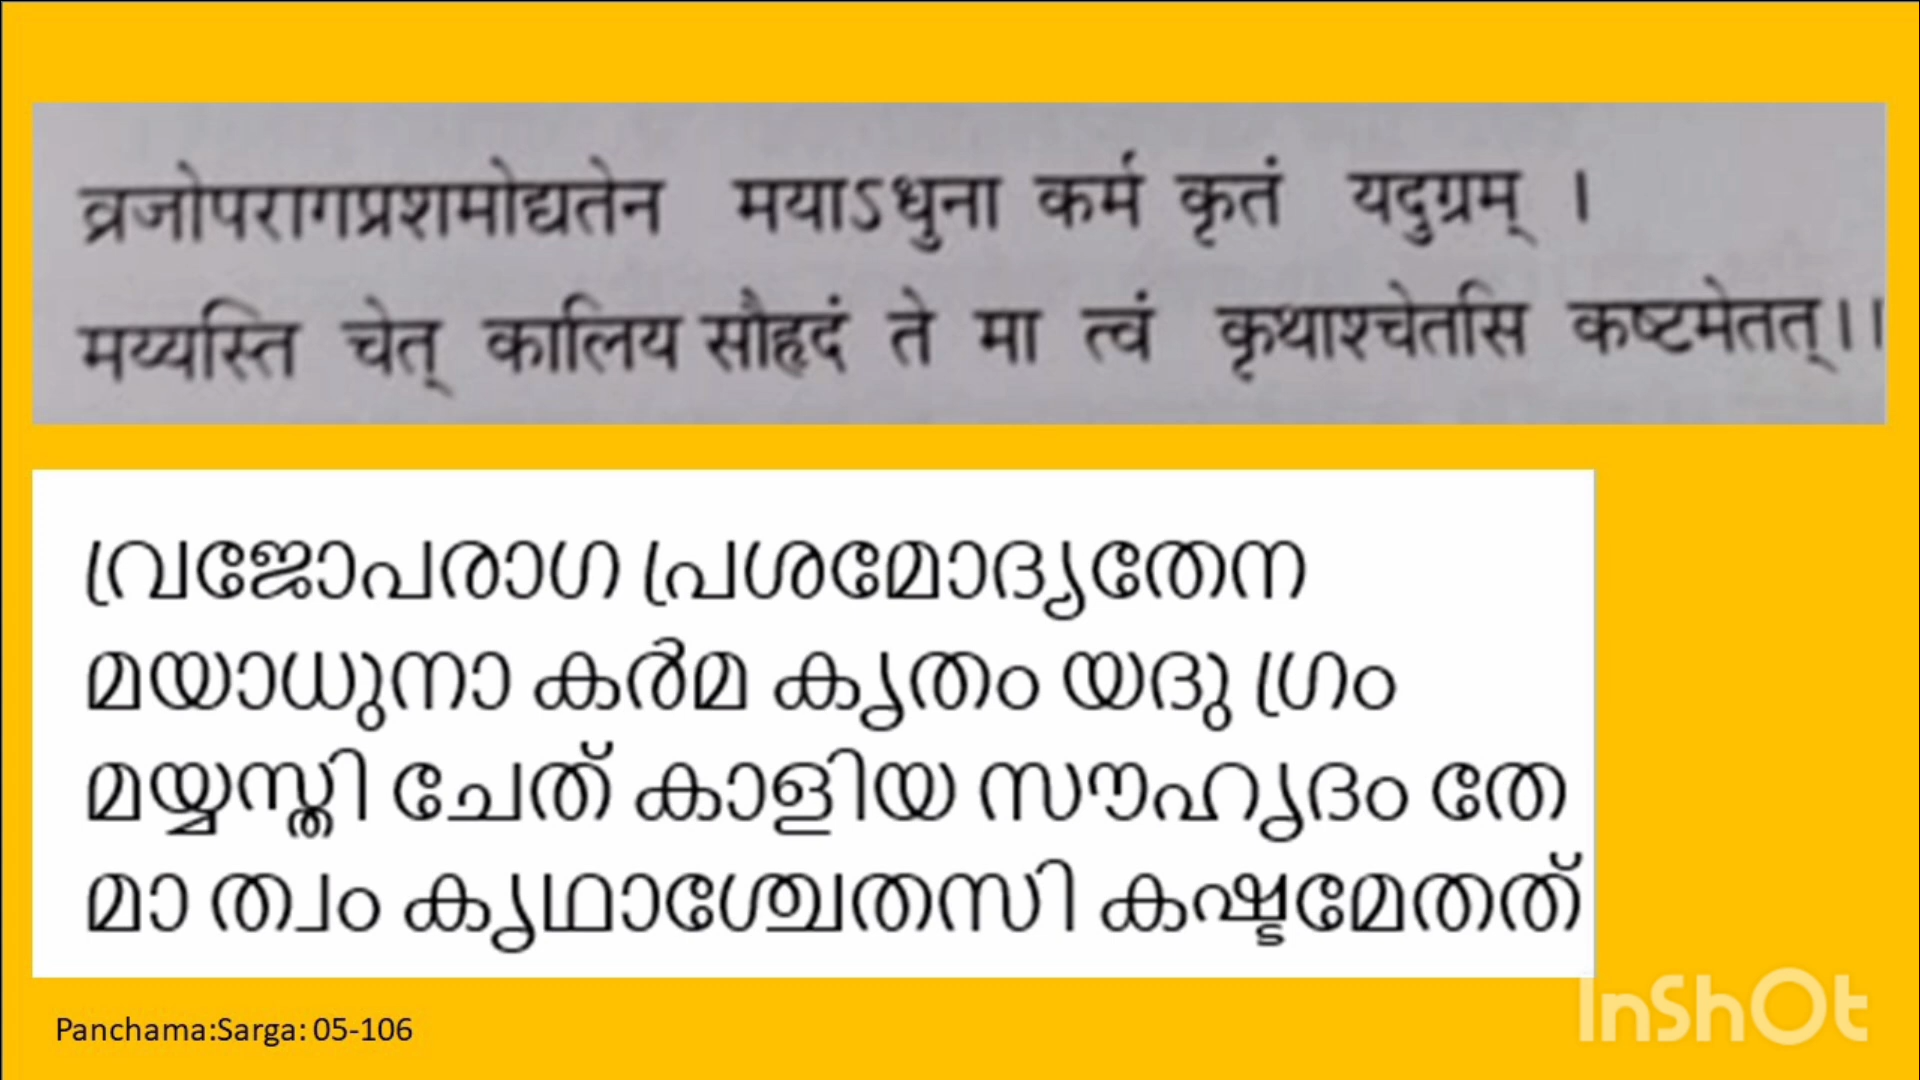 व्रजोपरागप्रशमोद्यतेन मयाऽधुना कर्म कृतं यदुग्रम् ।
मय्यस्ति चेत् कालिय सौहृदं ते मा त्वं कृथाश्चेतसि कष्टमेतत्।।
വ്രജോപരാഗ പ്രശമോദ്യതേന
മയാധുനാ കർമ കൃതം യദു ഗ്രം
മയ്യസ്തി ചേത് കാളിയ സൗഹൃദം തേ
മാ ത്വം കൃഥാശ്ചേതസി കഷ്ടമേതത്
Panchama:Sarga: 05-106
InShOt